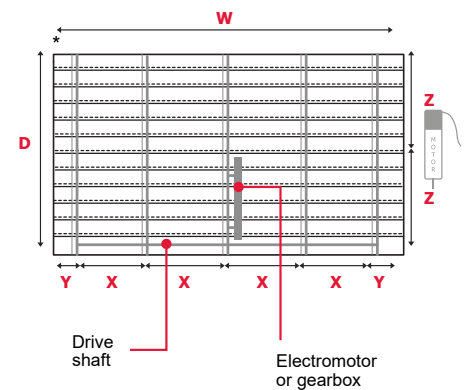 W
*
D
Z
MOTOR
Z
Y X X X X Y
Drive
shaft
Electromotor
or gearbox